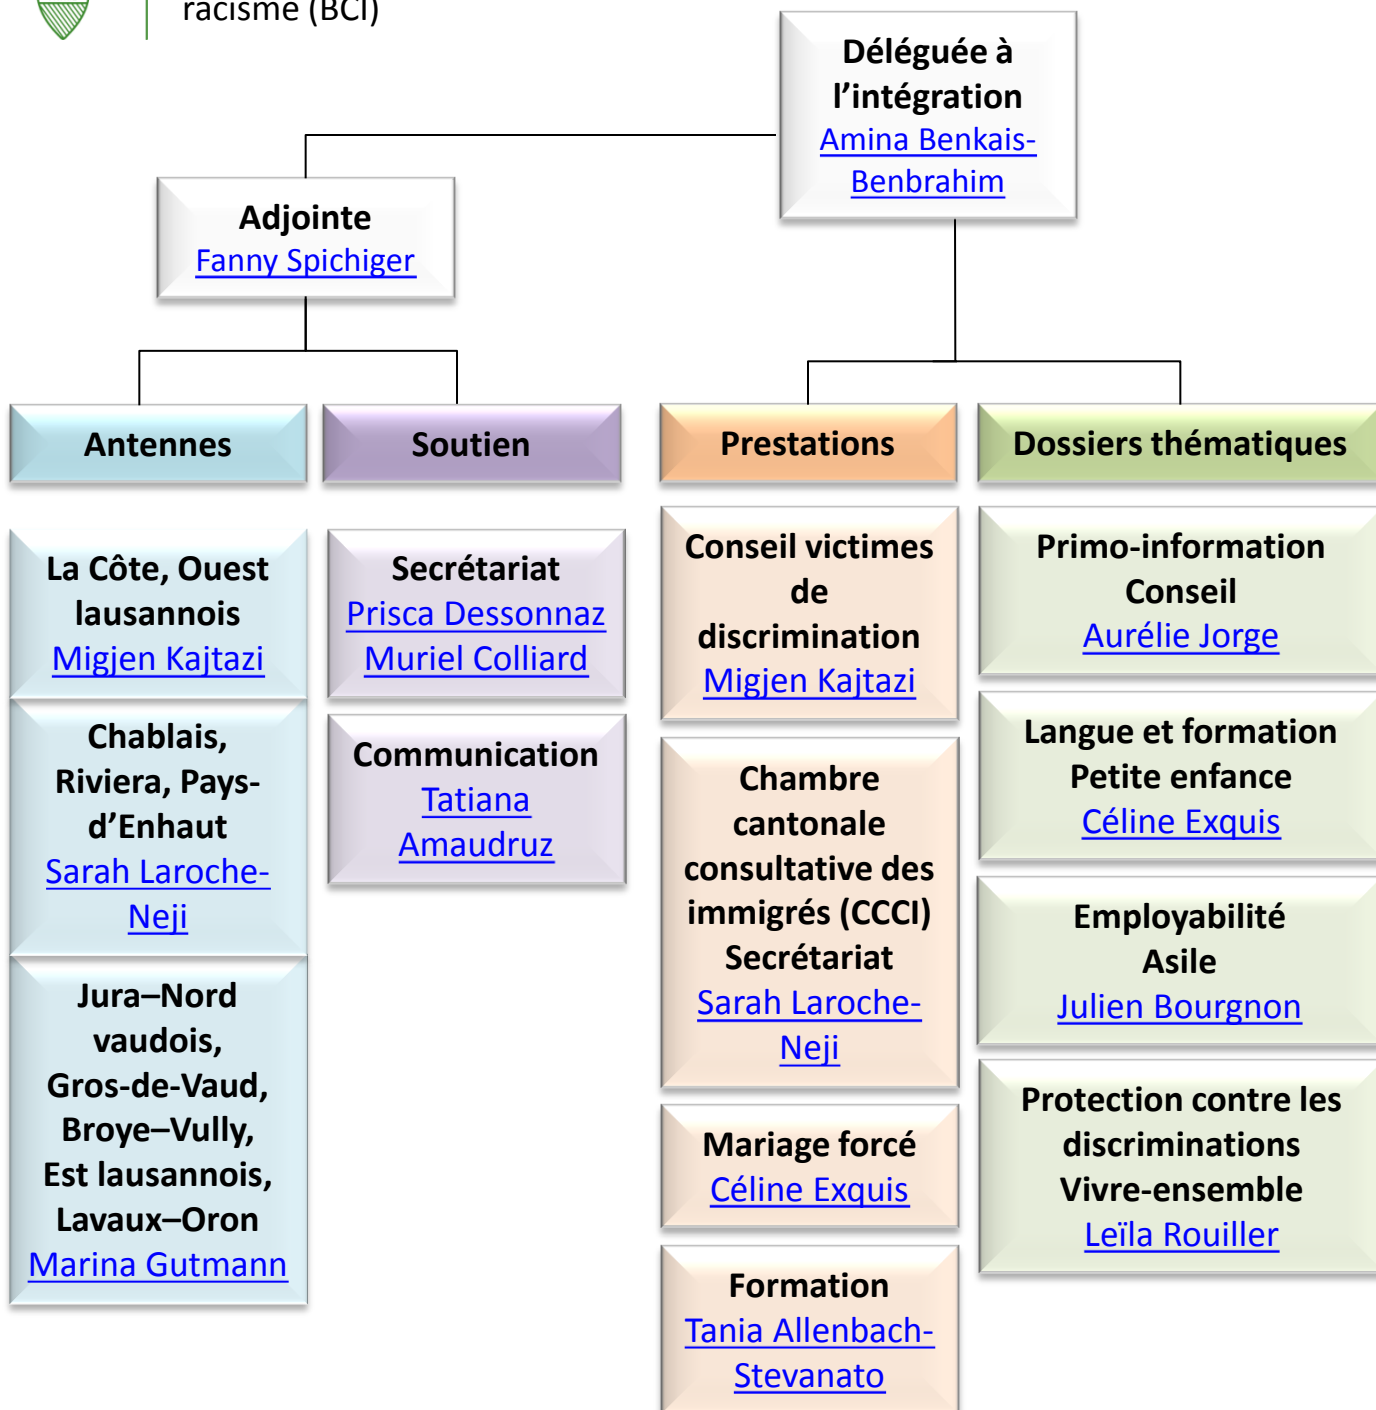 racisme (BCI)
Déléguée à
l’intégration
Amina Benkais-
Benbrahim
Adjointe
Fanny Spichiger
Antennes
La Côte, Ouest
lausannois
Migjen Kajtazi
Chablais,
Riviera, Pays-
d’Enhaut
Sarah Laroche-
Neji
Jura–Nord
vaudois,
Gros-de-Vaud,
Broye–Vully,
Est lausannois,
Lavaux–Oron
Marina Gutmann
Soutien
Secrétariat
Prisca Dessonnaz
Muriel Colliard
Communication
Tatiana
Amaudruz
Prestations
Conseil victimes
de
discrimination
Migjen Kajtazi
Chambre
cantonale
consultative des
immigrés (CCCI)
Secrétariat
Sarah Laroche-
Neji
Mariage forcé
Céline Exquis
Formation
Tania Allenbach-
Stevanato
Dossiers thématiques
Primo-information
Conseil
Aurélie Jorge
Langue et formation
Petite enfance
Céline Exquis
Employabilité
Asile
Julien Bourgnon
Protection contre les
discriminations
Vivre-ensemble
Leïla Rouiller